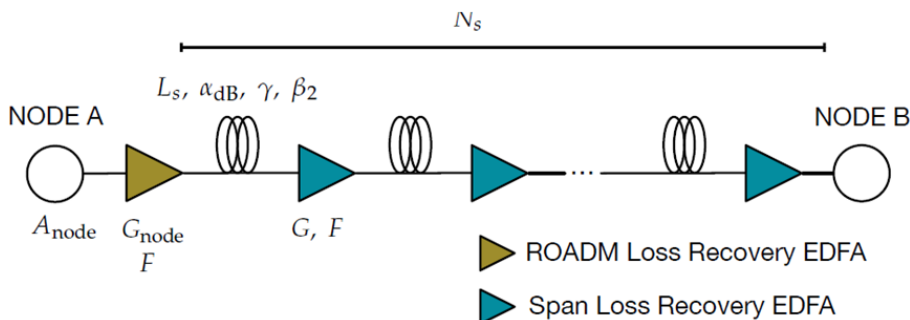 N_s
L_s, α_dB, γ, β_2
NODE A
NODE B
...
A_node
G_node
F
G, F
ROADM Loss Recovery EDFA
Span Loss Recovery EDFA